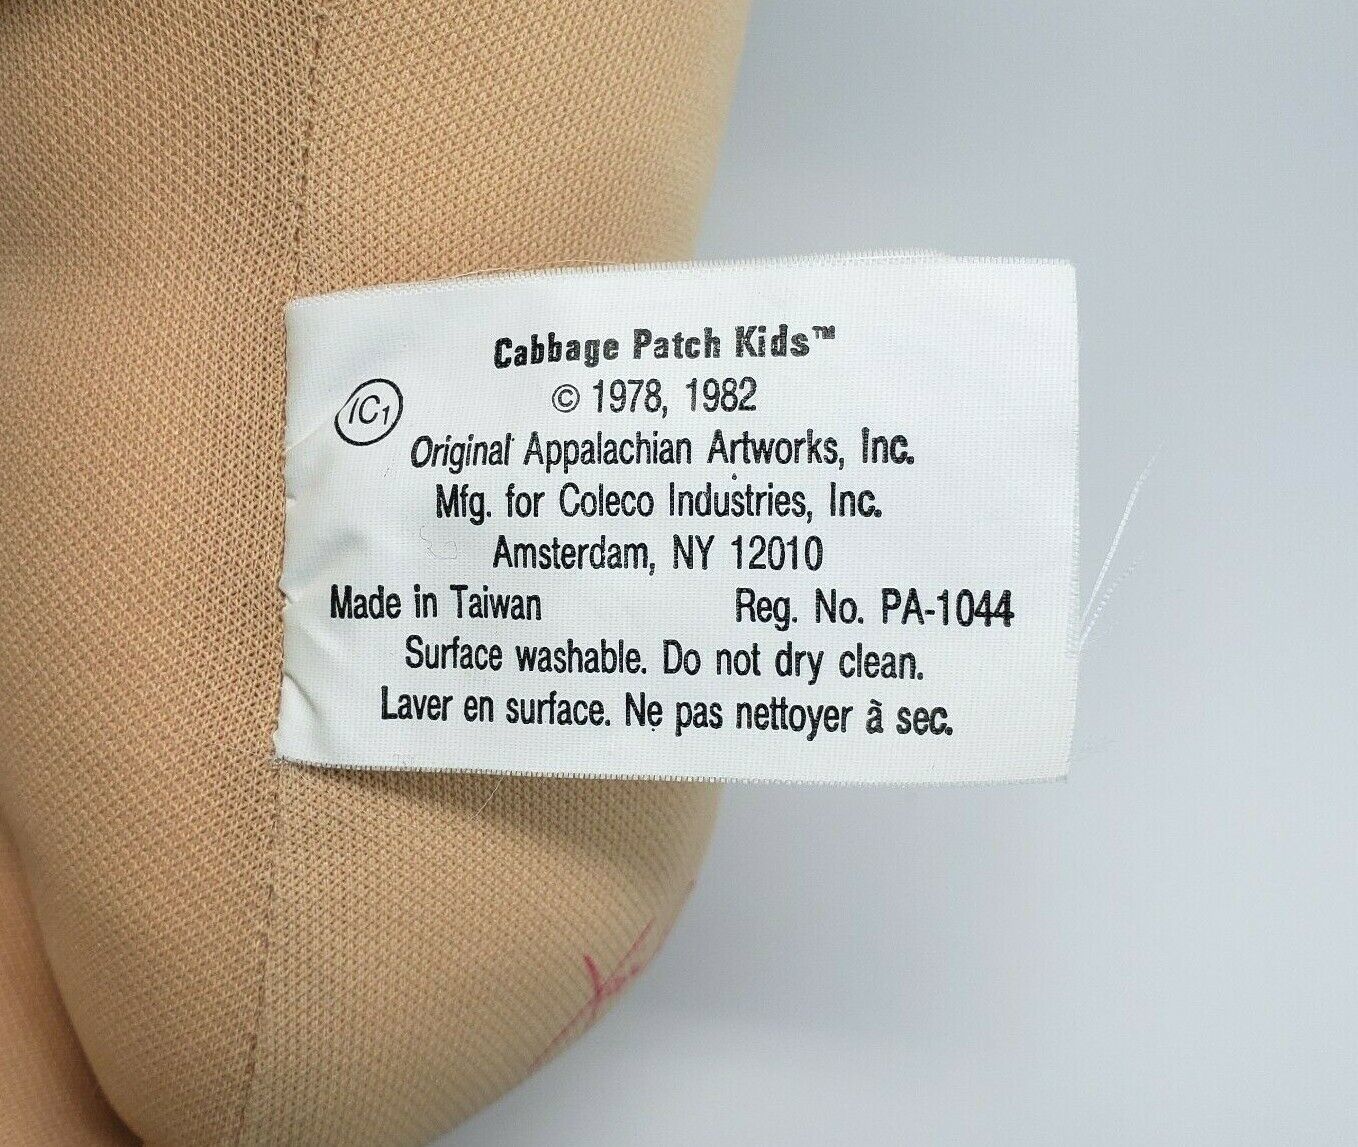 Cabbage Patch Kids™
© 1978, 1982
IC1
Original Appalachian Artworks, Inc.
Mfg. for Coleco Industries, Inc.
Amsterdam, NY 12010
Made in Taiwan Reg. No. PA-1044
Surface washable. Do not dry clean.
Laver en surface. Ne pas nettoyer à sec.